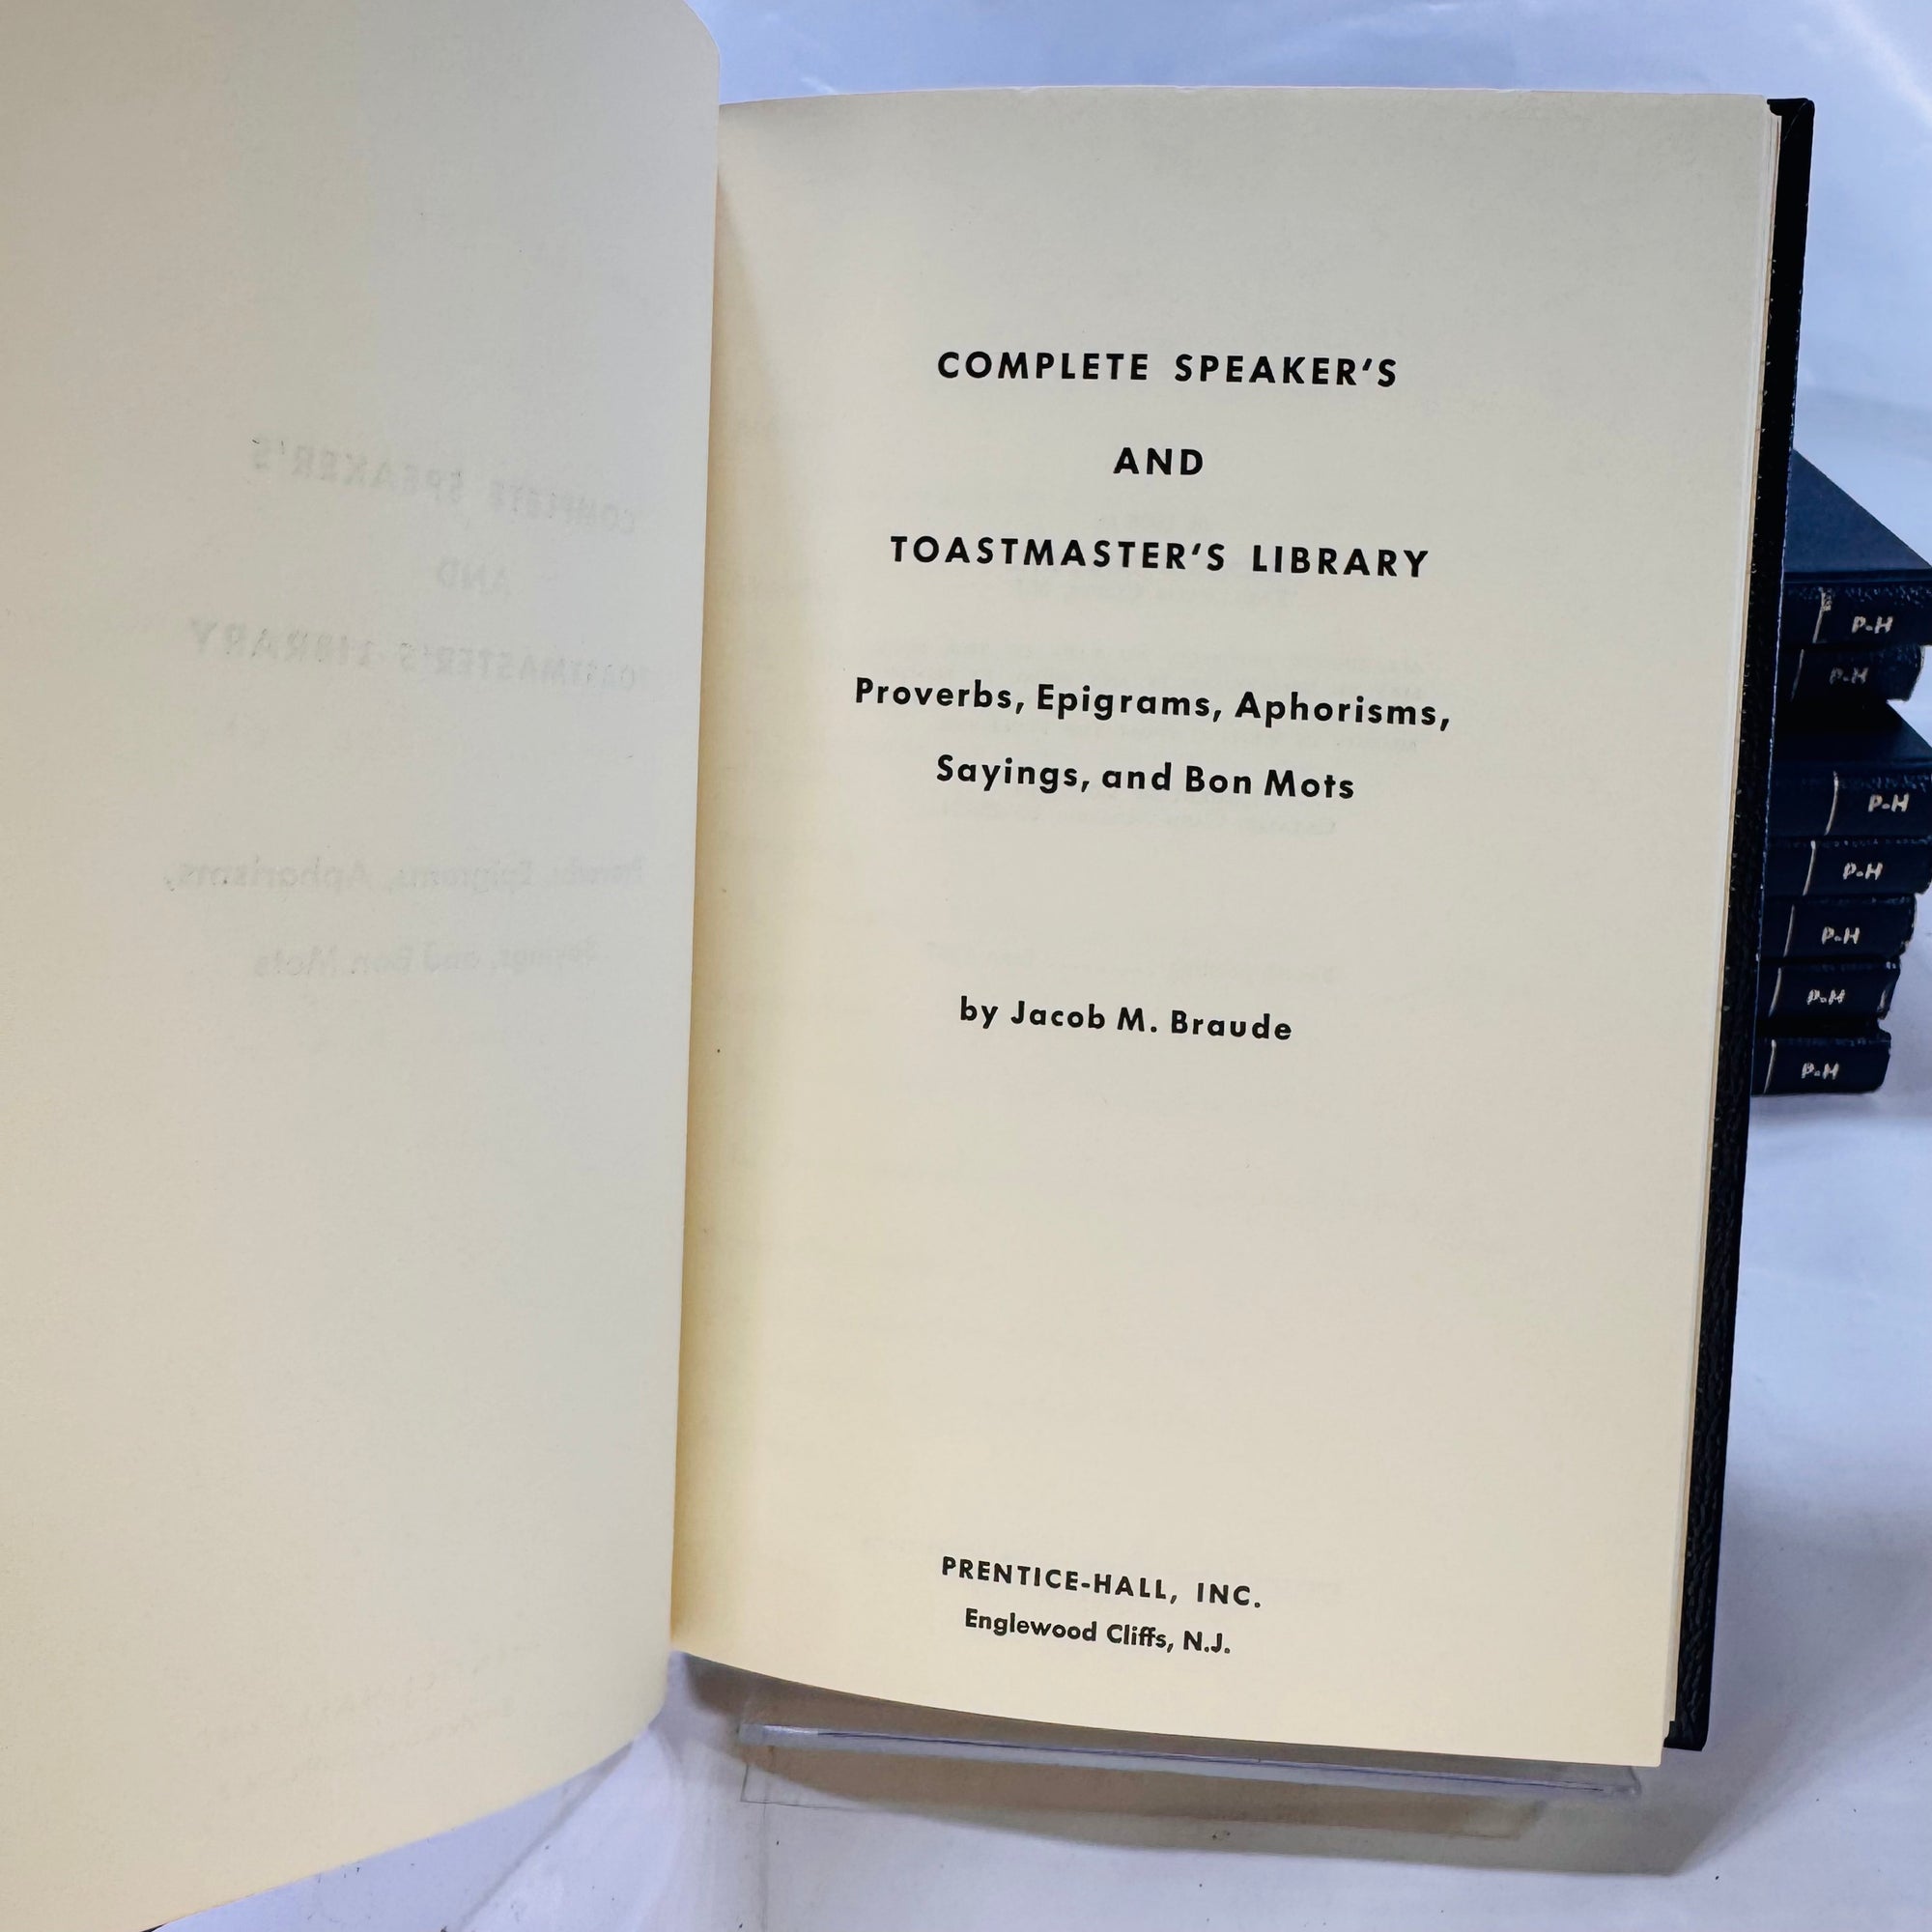 COMPLETE SPEAKER'S
AND
TOASTMASTER'S LIBRARY
Proverbs, Epigrams, Aphorisms,
Sayings, and Bon Mots
by Jacob M. Braude
PRENTICE-HALL, INC.
Englewood Cliffs, N.J.
P-H
P-H
P-H
P-H
P-H
P-H
P-H